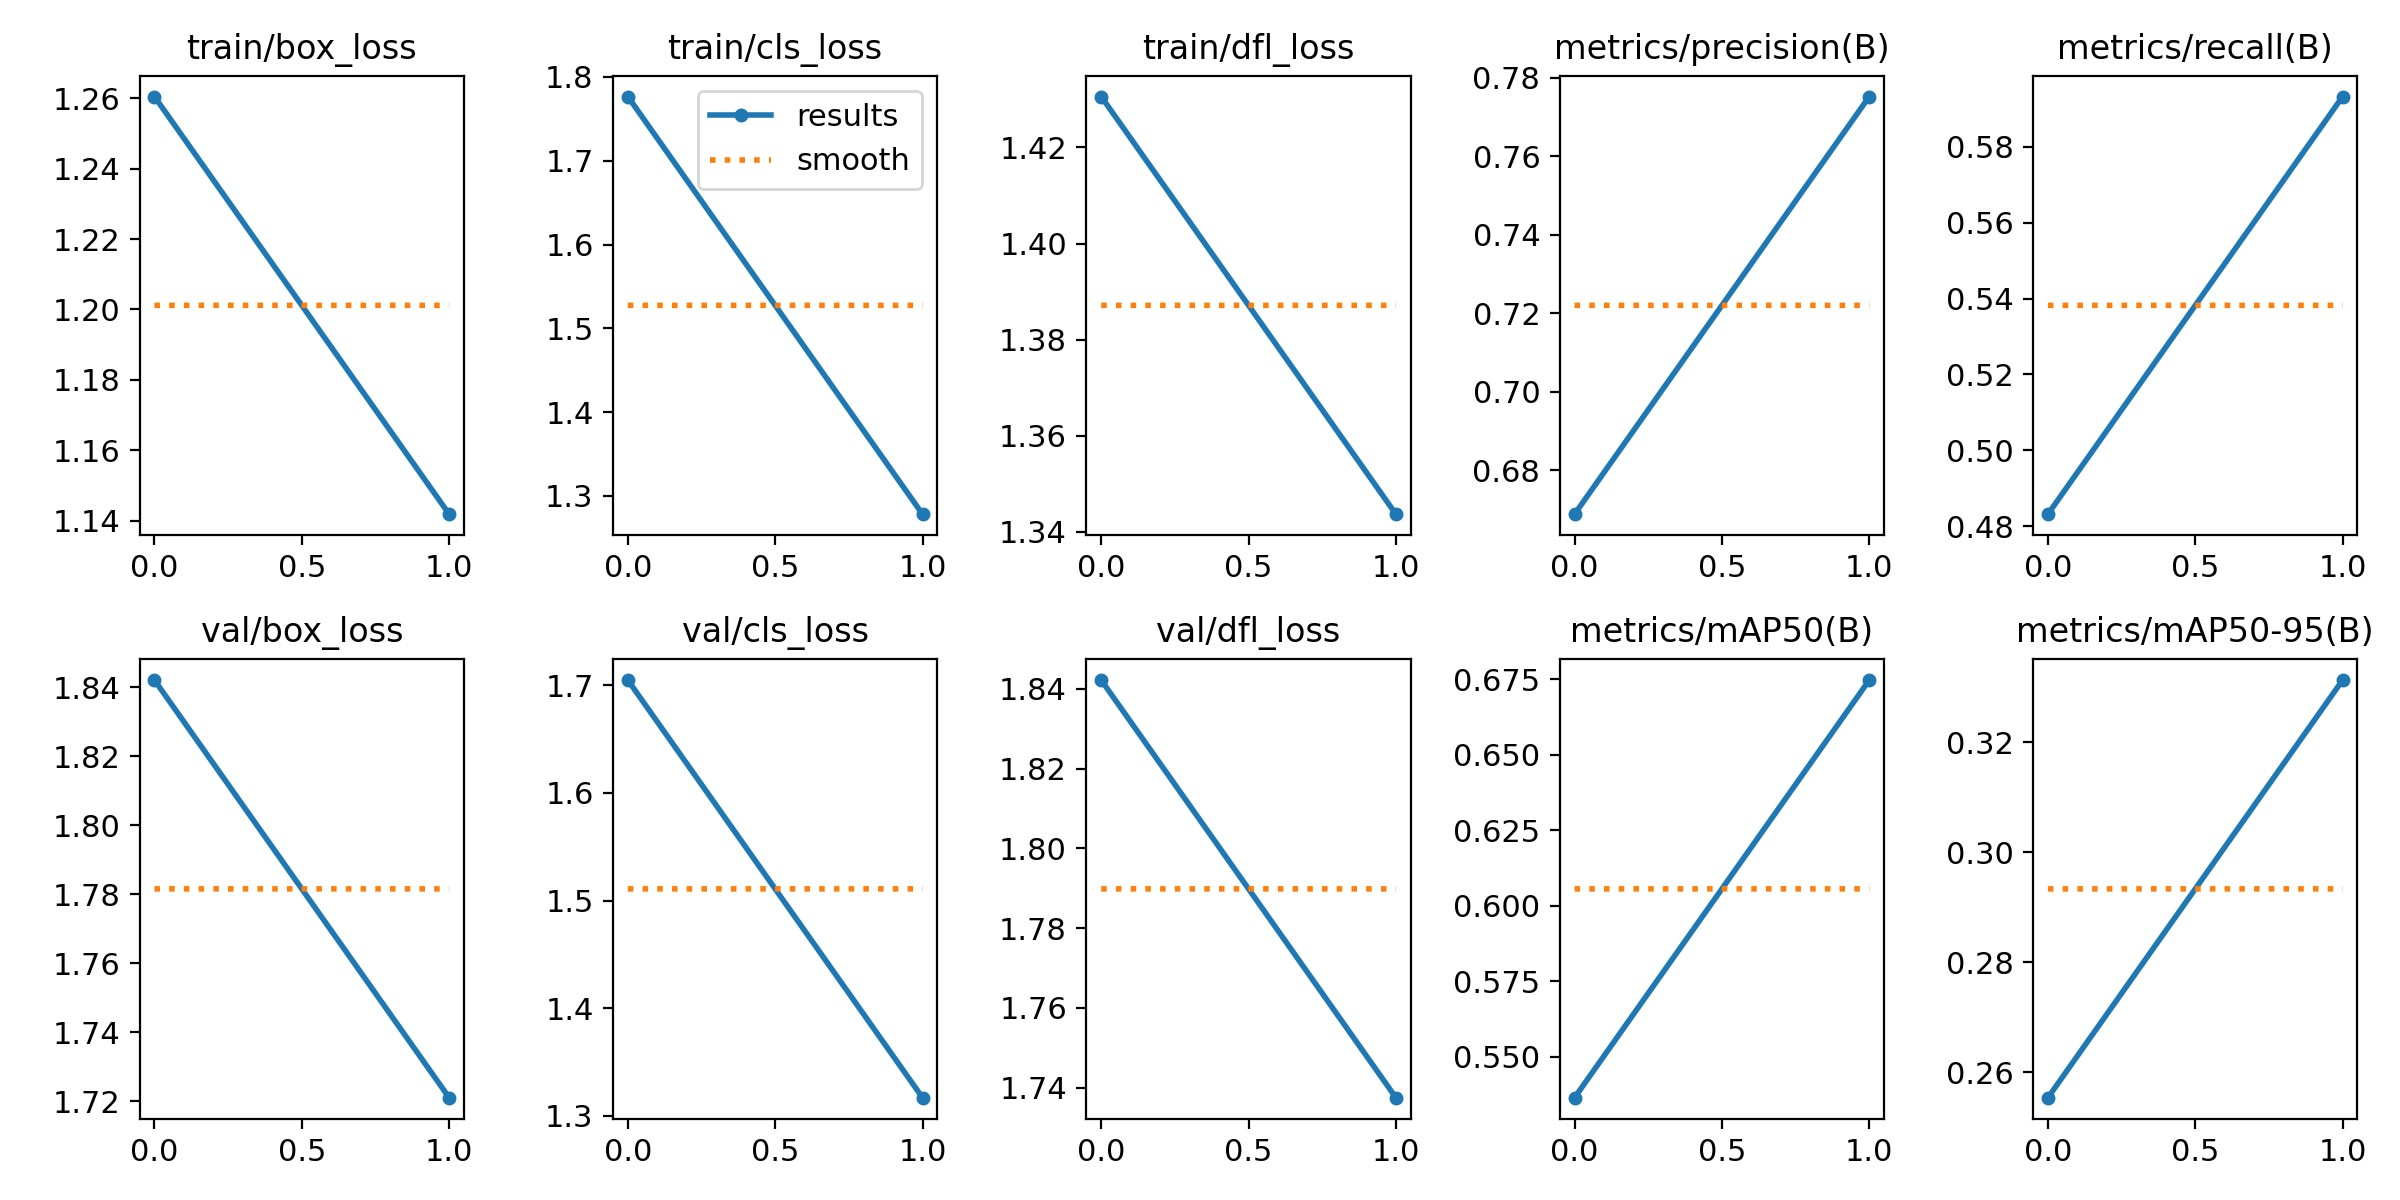 train/box_loss
1.26
1.24
1.22
1.20
1.18
1.16
1.14
0.0 0.5 1.0
train/cls_loss
1.8
1.7
1.6
1.5
1.4
1.3
results
smooth
0.0 0.5 1.0
train/dfl_loss
1.42
1.40
1.38
1.36
1.34
0.0 0.5 1.0
metrics/precision(B)
0.78
0.76
0.74
0.72
0.70
0.68
0.0 0.5 1.0
metrics/recall(B)
0.58
0.56
0.54
0.52
0.50
0.48
0.0 0.5 1.0
val/box_loss
1.84
1.82
1.80
1.78
1.76
1.74
1.72
0.0 0.5 1.0
val/cls_loss
1.7
1.6
1.5
1.4
1.3
0.0 0.5 1.0
val/dfl_loss
1.84
1.82
1.80
1.78
1.76
1.74
0.0 0.5 1.0
metrics/mAP50(B)
0.675
0.650
0.625
0.600
0.575
0.550
0.0 0.5 1.0
metrics/mAP50-95(B)
0.32
0.30
0.28
0.26
0.0 0.5 1.0